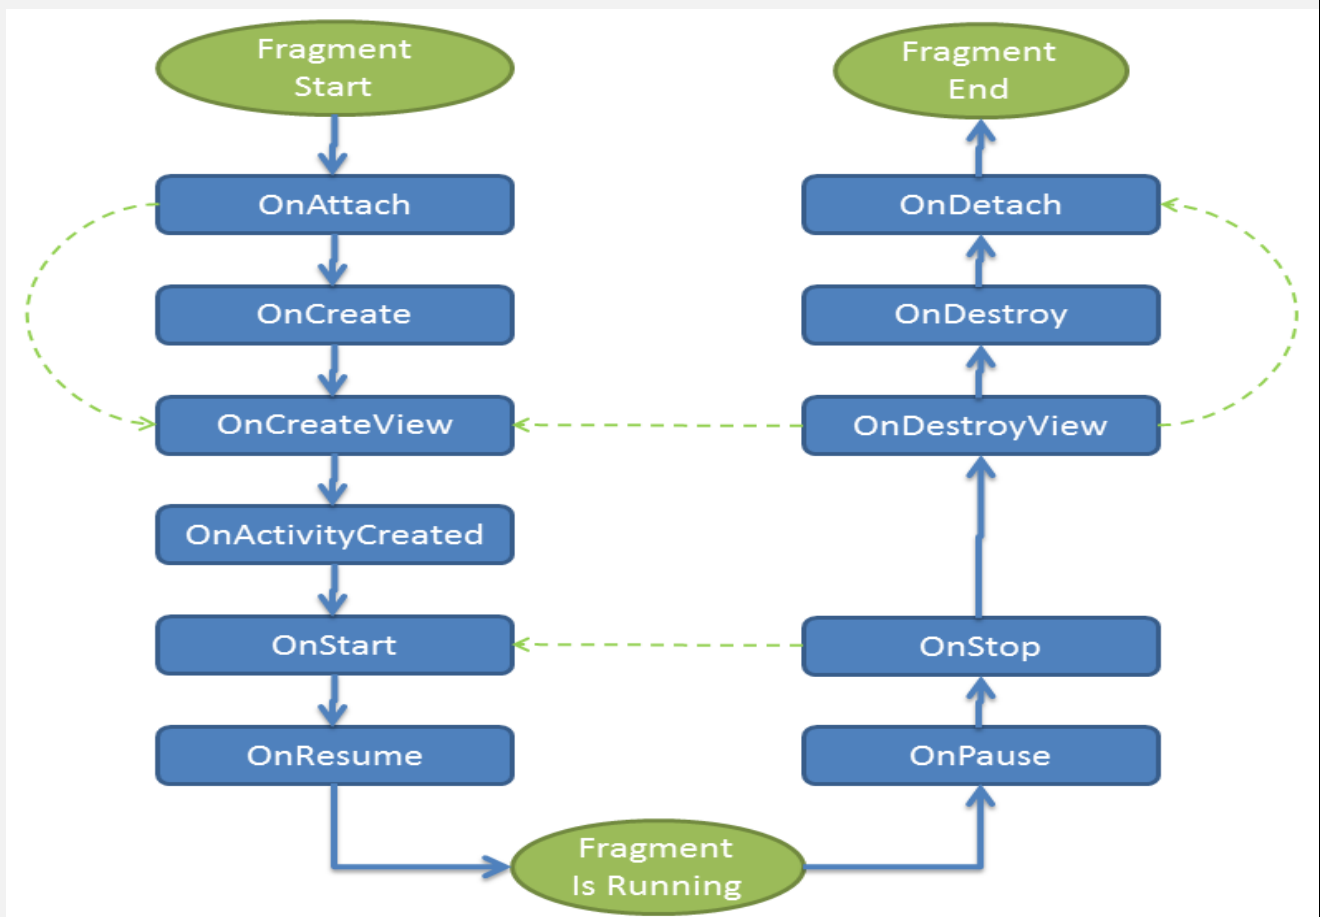 Fragment
Start
OnAttach
OnCreate
OnCreateView
OnActivityCreated
OnStart
OnResume
Fragment
Is Running
Fragment
End
OnDetach
OnDestroy
OnDestroyView
OnStop
OnPause